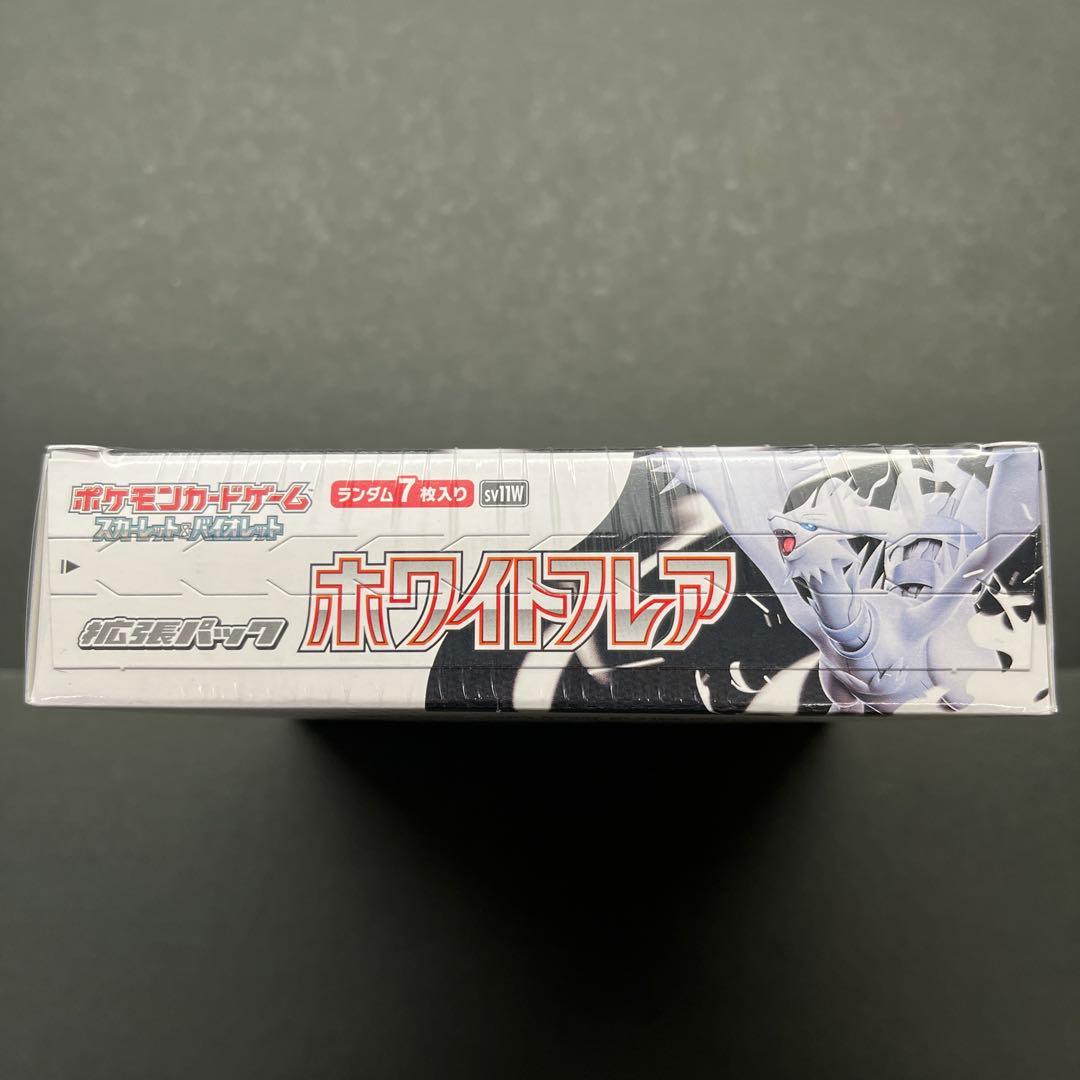 ポケモンカードゲーム
スカーレット&バイオレット
ランダム7枚入り
SV11W
拡張パック
ホワイトフレア